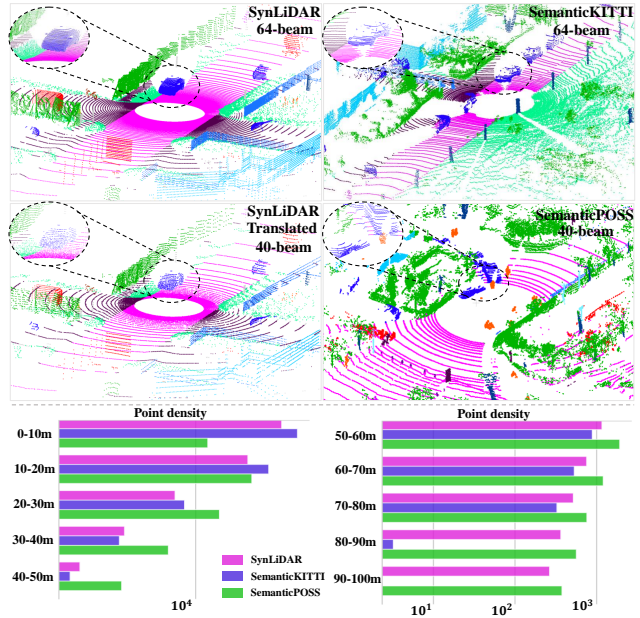 SynLiDAR
64-beam
SemanticKITTI
64-beam
SynLiDAR
Translated
40-beam
SemanticPOSS
40-beam
Point density
0-10m
10-20m
20-30m
30-40m
40-50m
10^4
SynLiDAR
SemanticKITTI
SemanticPOSS
Point density
50-60m
60-70m
70-80m
80-90m
90-100m
10^1 10^2 10^3